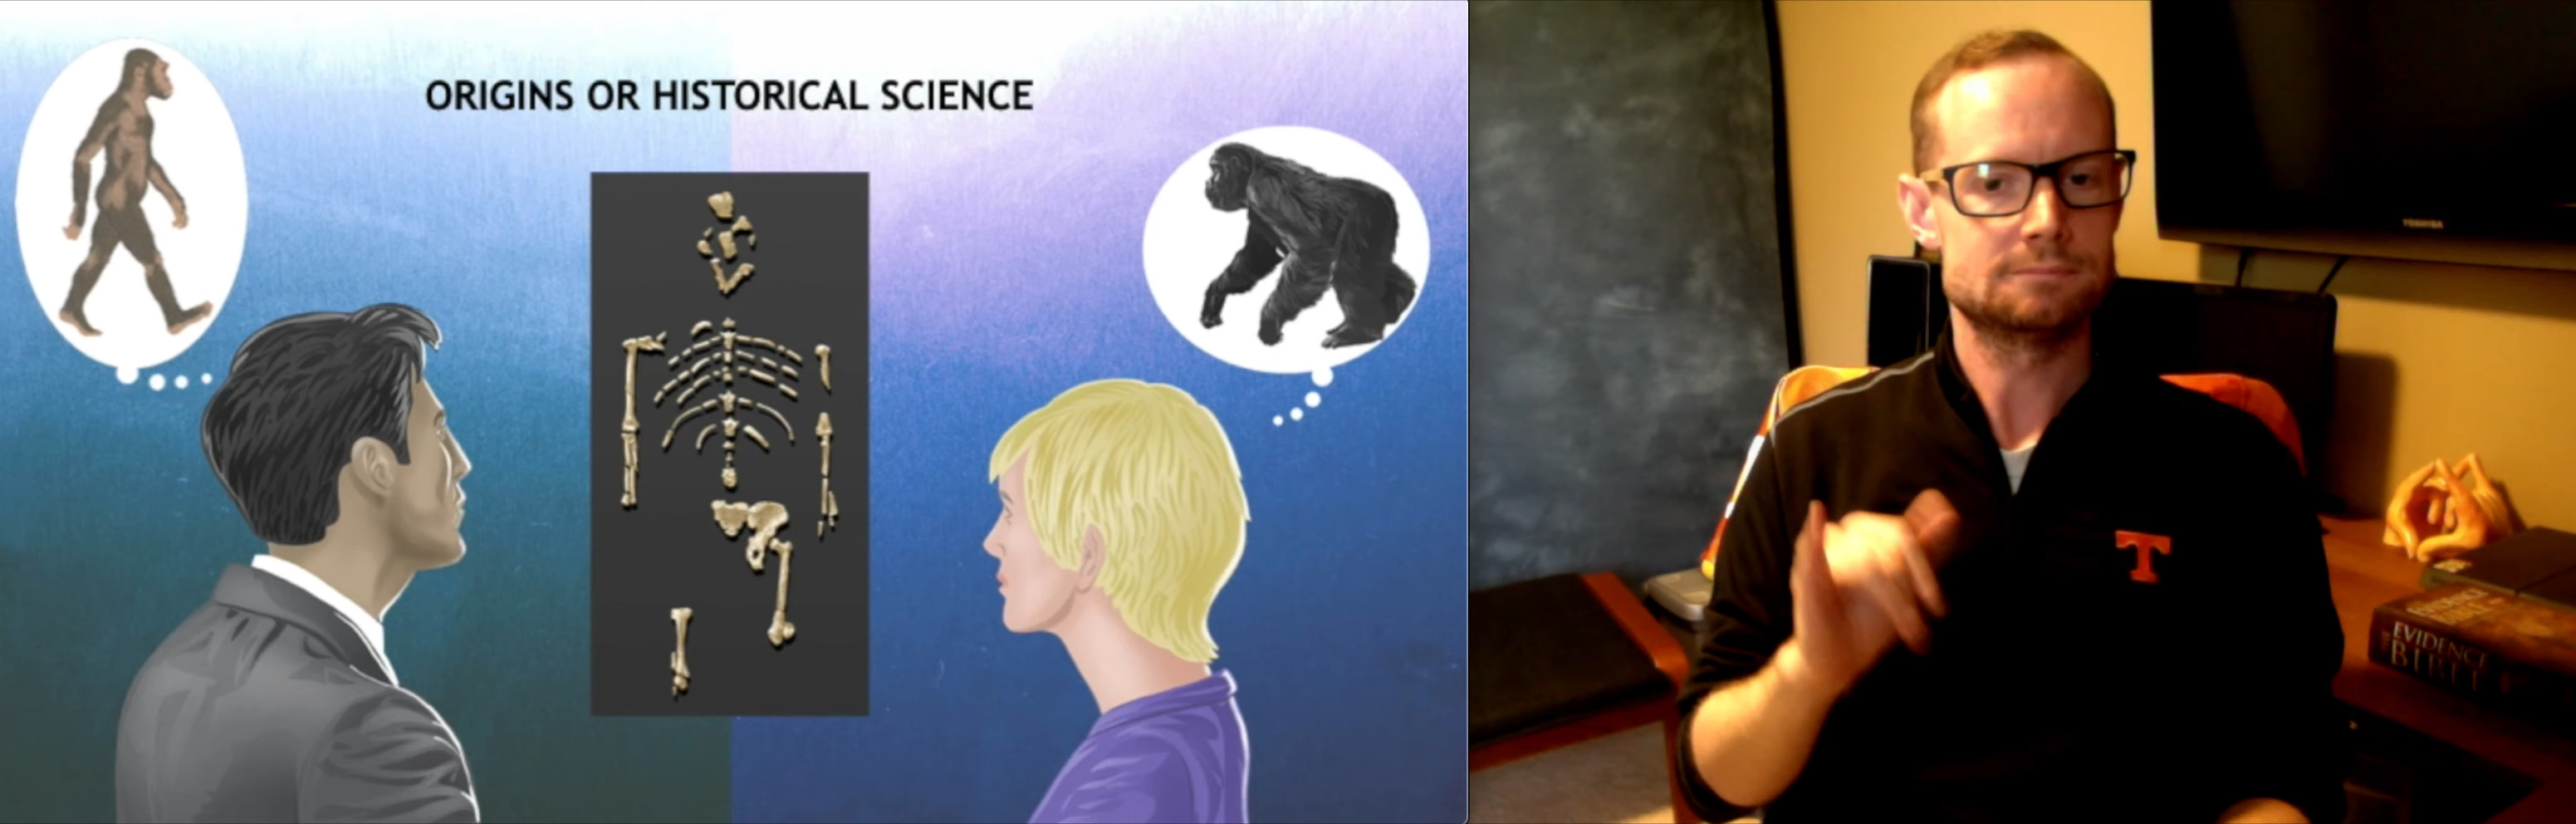 ORIGINS OR HISTORICAL SCIENCE
TOSHIBA
T
EVIDENCE
BIBLE